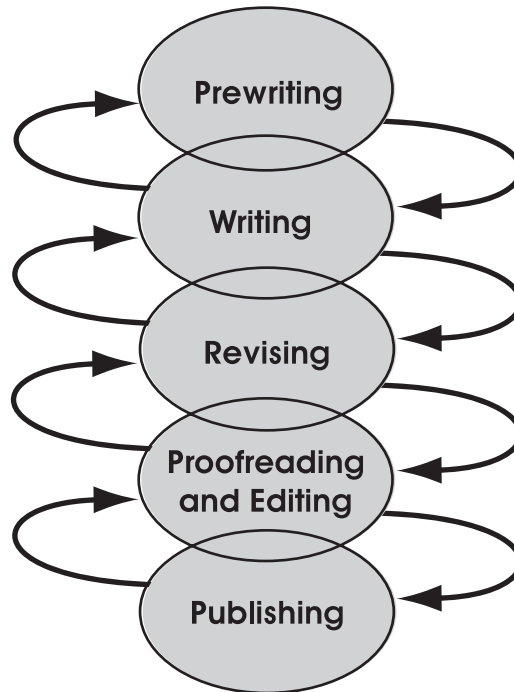 Prewriting
Writing
Revising
Proofreading
and Editing
Publishing